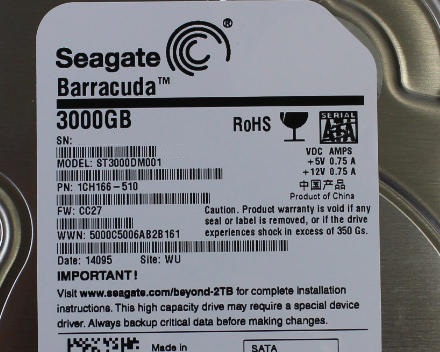 Seagate ®
Barracuda™
3000GB
RoHS
SERIAL
ATA
SN:
MODEL: ST3000DM001
VDC AMPS
+5V 0.75 A
+12V 0.75 A
PN: 1CH166-510
中国产品
Product of China
FW: CC27
Caution. Product warranty is void if any
seal or label is removed, or if the drive
experiences shock in excess of 350 Gs.
WWN: 5000C5006AB2B161
Date: 14095 Site: WU
IMPORTANT!
Visit www.seagate.com/beyond-2TB for complete installation
instructions. This high capacity drive may require a special device
driver. Always backup critical data before making changes.
Made in
SATA